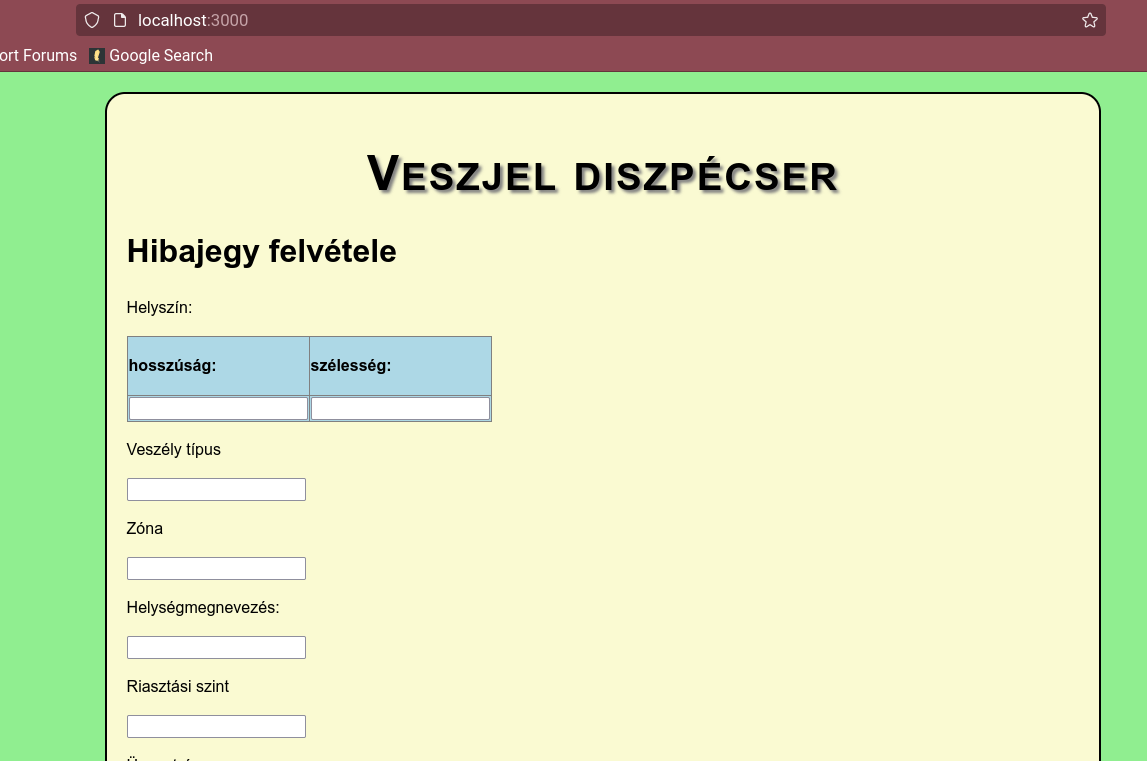 localhost:3000
ort Forums Google Search
Veszjel diszpécser
Hibajegy felvétele
Helyszín:
hosszúság: szélesség:
Veszély típus
Zóna
Helységmegnevezés:
Riasztási szint